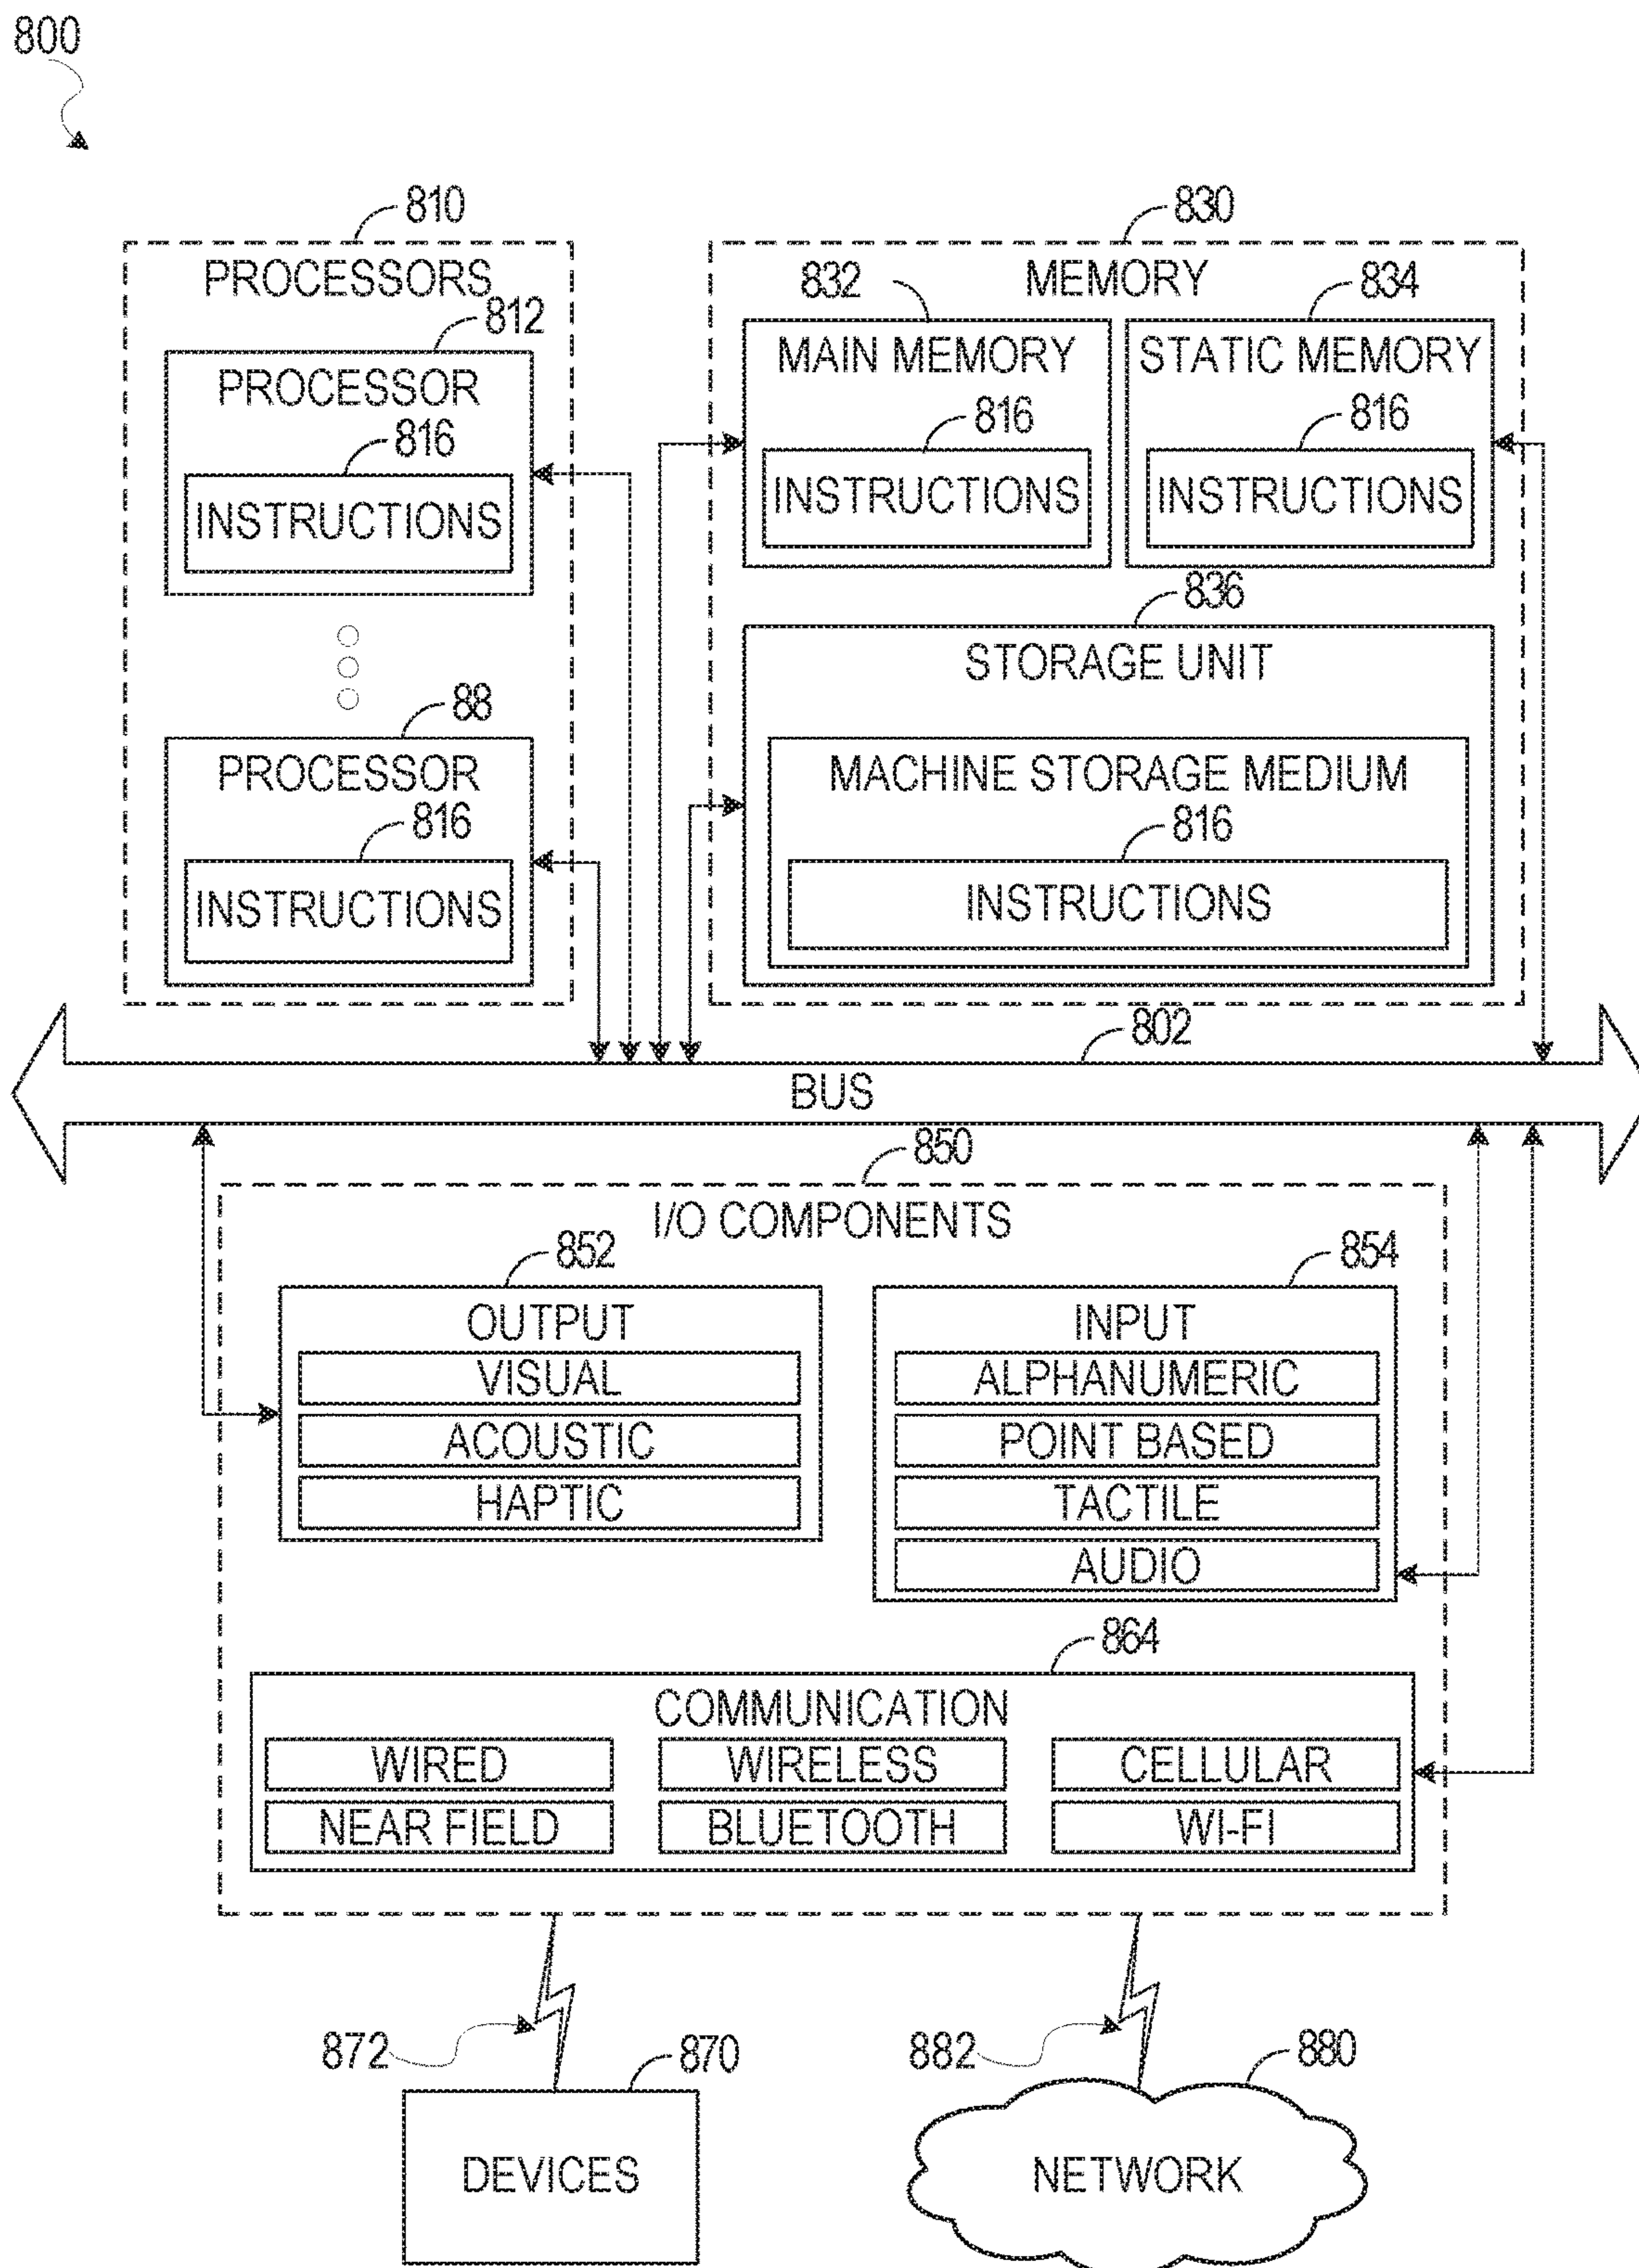 800
810
PROCESSORS
812
PROCESSOR
816
INSTRUCTIONS
88
PROCESSOR
816
INSTRUCTIONS
830
MEMORY
832
MAIN MEMORY
816
INSTRUCTIONS
834
STATIC MEMORY
816
INSTRUCTIONS
836
STORAGE UNIT
MACHINE STORAGE MEDIUM
816
INSTRUCTIONS
802
BUS
850
I/O COMPONENTS
852
OUTPUT
VISUAL
ACOUSTIC
HAPTIC
854
INPUT
ALPHANUMERIC
POINT BASED
TACTILE
AUDIO
864
COMMUNICATION
WIRED
WIRELESS
CELLULAR
NEAR FIELD
BLUETOOTH
WI-FI
872
870
DEVICES
882
880
NETWORK